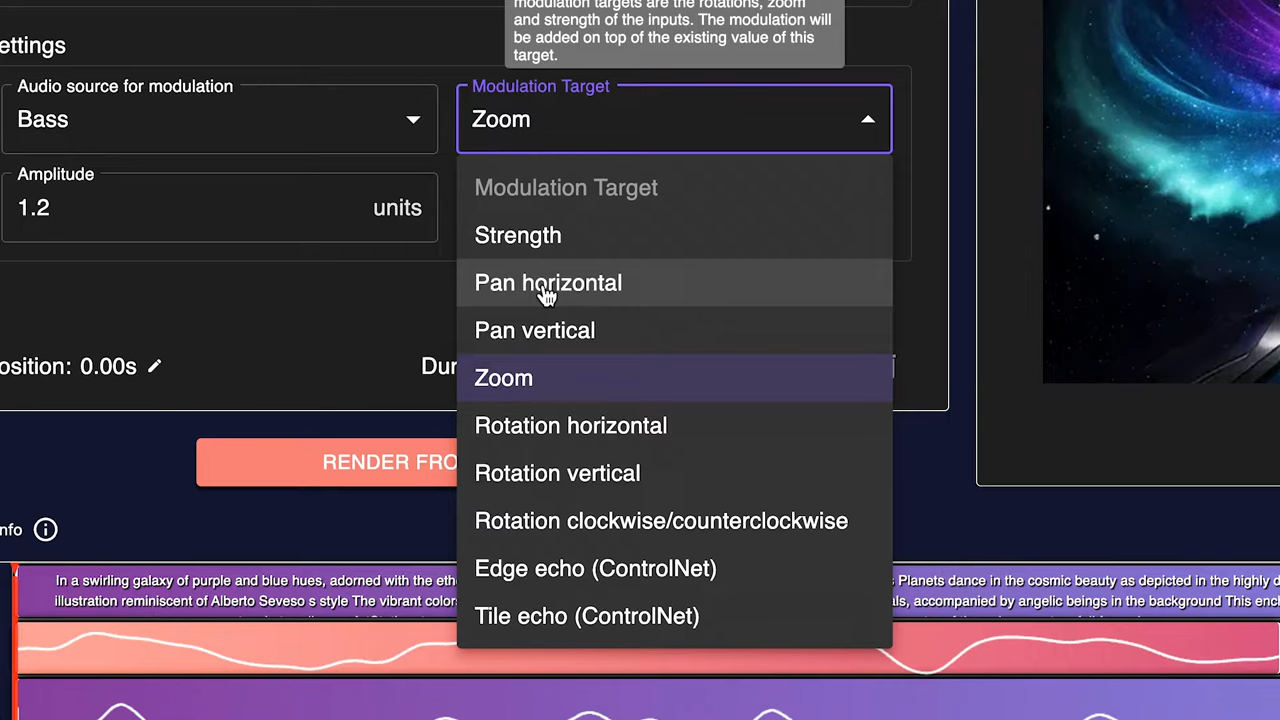 modulation targets are the rotations, zoom
and strength of the inputs. The modulation will
be added on top of the existing value of this
target.
ettings
Audio source for modulation
Bass
Modulation Target
Zoom
Amplitude
1.2 units
Modulation Target
Strength
Pan horizontal
Pan vertical
Zoom
Rotation horizontal
Rotation vertical
Rotation clockwise/counterclockwise
Edge echo (ControlNet)
Tile echo (ControlNet)
osition: 0.00s
Dur
RENDER FRO
nfo
In a swirling galaxy of purple and blue hues, adorned with the eth
illustration reminiscent of Alberto Seveso s style The vibrant color
Planets dance in the cosmic beauty as depicted in the highly d
als, accompanied by angelic beings in the background This ench